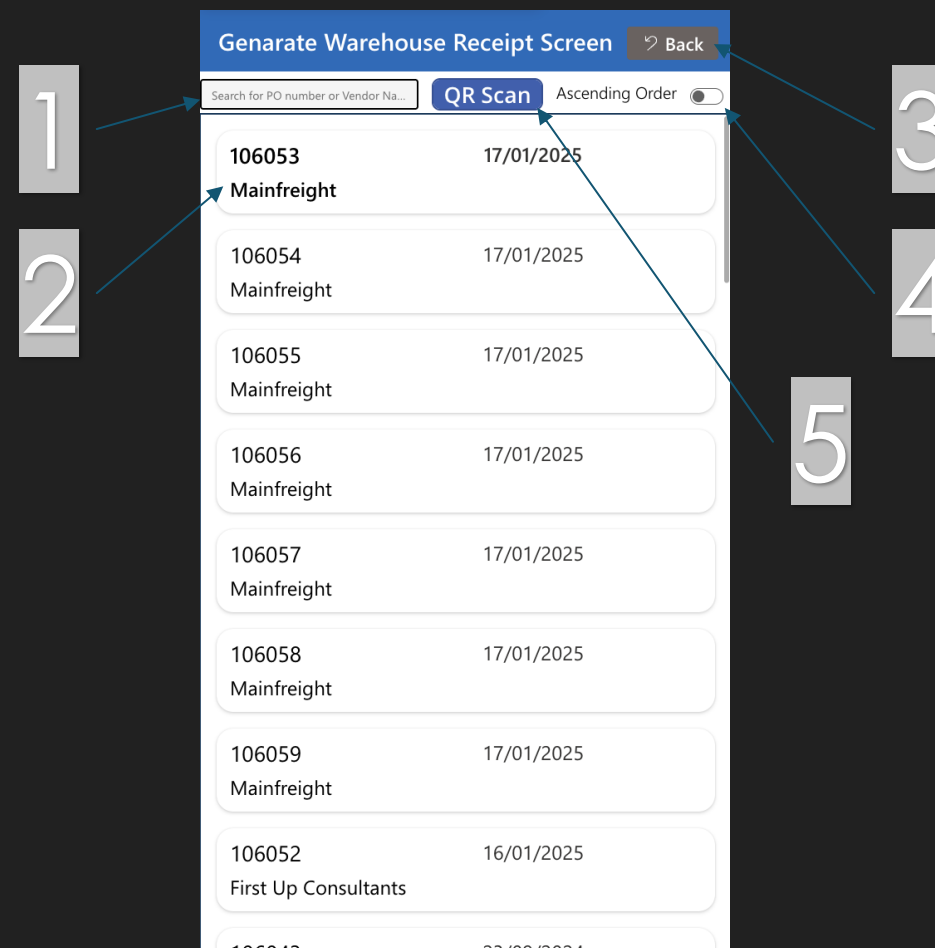 Genarate Warehouse Receipt Screen
Back
Search for PO number or Vendor Na...
QR Scan
Ascending Order
1
2
3
4
5
106053
17/01/2025
Mainfreight
106054
17/01/2025
Mainfreight
106055
17/01/2025
Mainfreight
106056
17/01/2025
Mainfreight
106057
17/01/2025
Mainfreight
106058
17/01/2025
Mainfreight
106059
17/01/2025
Mainfreight
106052
16/01/2025
First Up Consultants